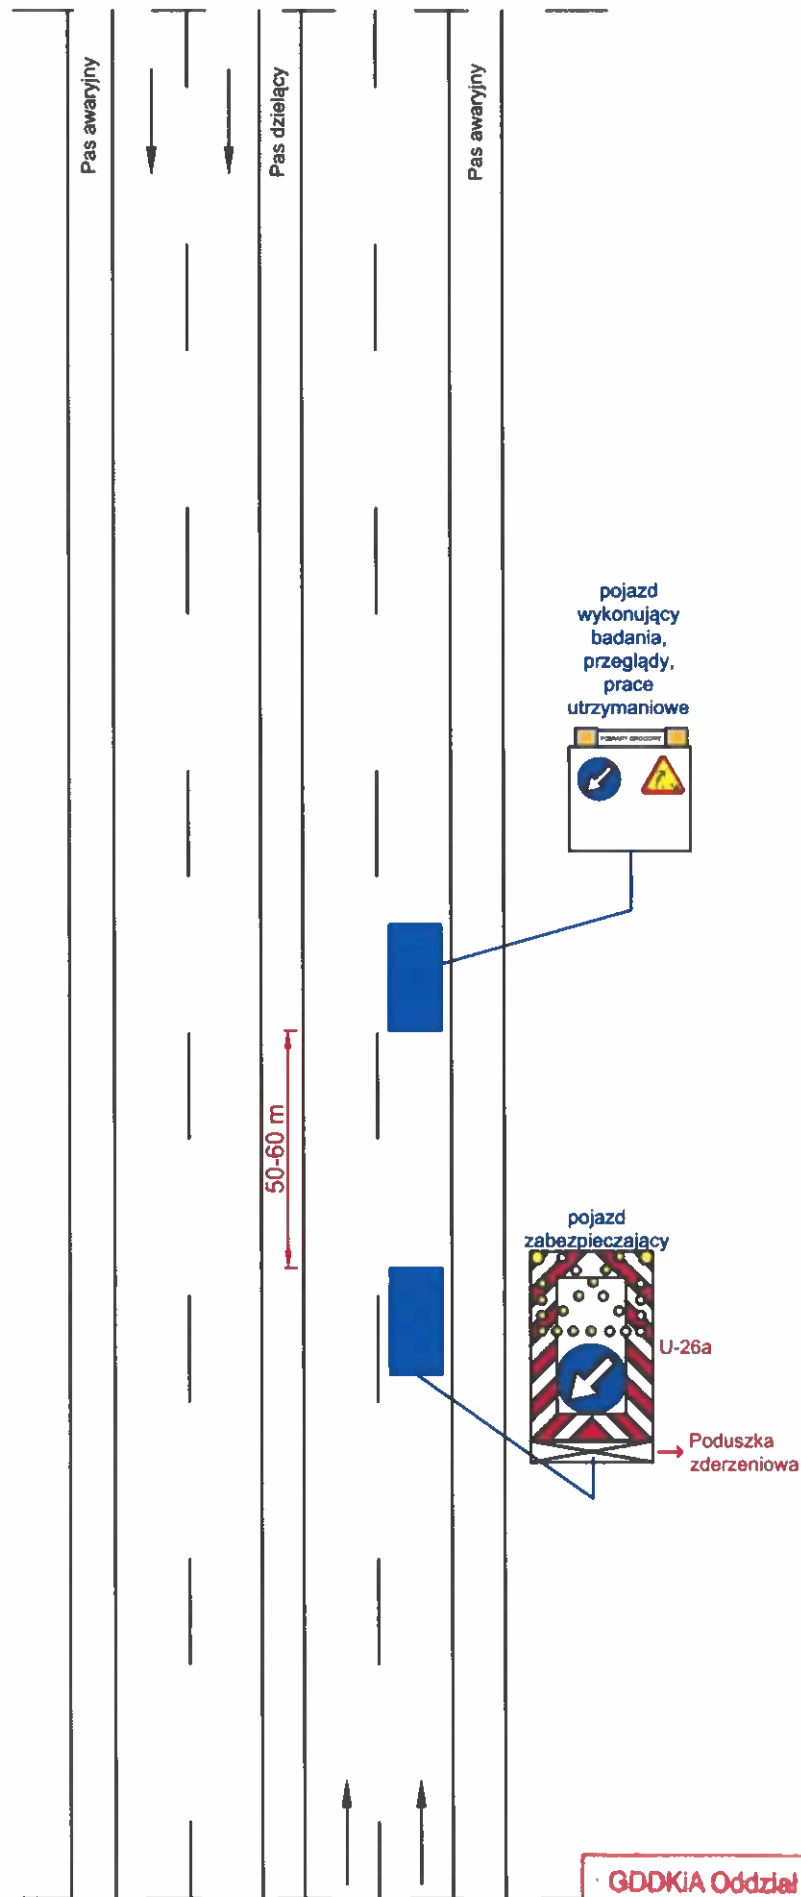 Pas awaryjny
Pas dzielący
Pas awaryjny
pojazd
wykonujący
badania,
przeglądy,
prace
utrzymaniowe
50-60 m
pojazd
zabezpieczający
U-26a
Poduszka
zderzeniowa
GDDKiA Oddział